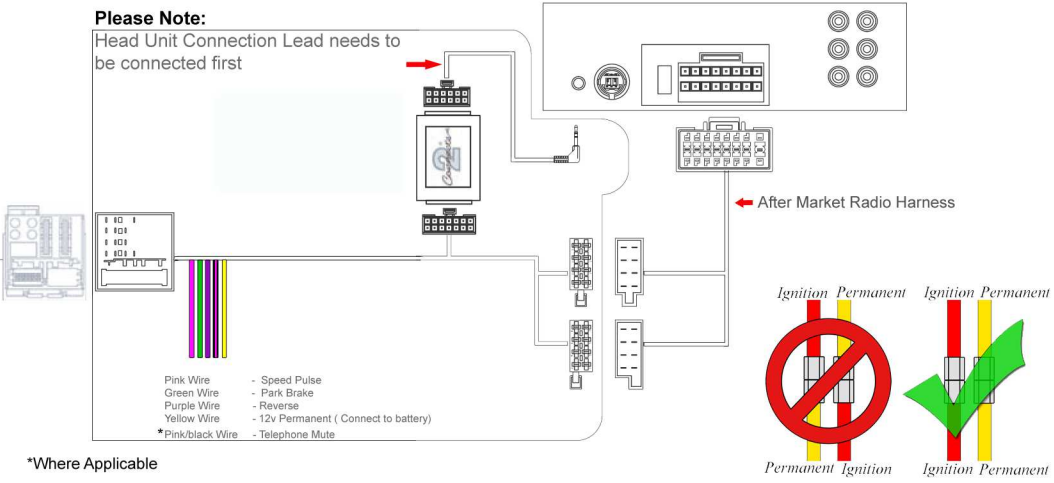 Please Note:
Head Unit Connection Lead needs to
be connected first
Connects 2
After Market Radio Harness
Ignition Permanent Ignition Permanent
Pink Wire - Speed Pulse
Green Wire - Park Brake
Purple Wire - Reverse
Yellow Wire - 12v Permanent ( Connect to battery)
*Pink/black Wire - Telephone Mute
Permanent Ignition Ignition Permanent
*Where Applicable